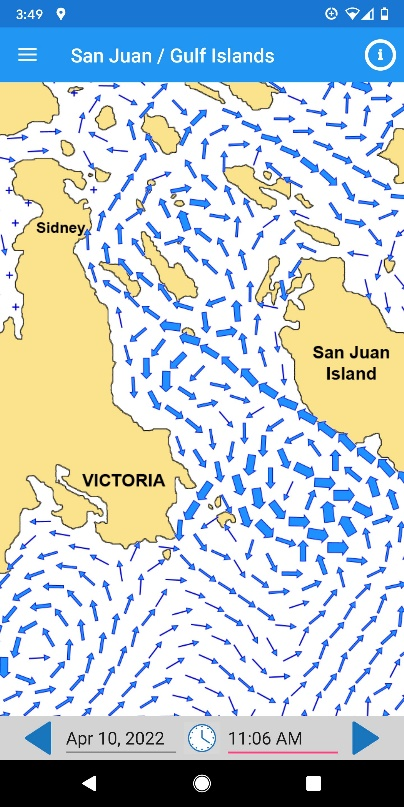 3:49
San Juan / Gulf Islands
i
Sidney
San Juan
Island
VICTORIA
Apr 10, 2022
11:06 AM